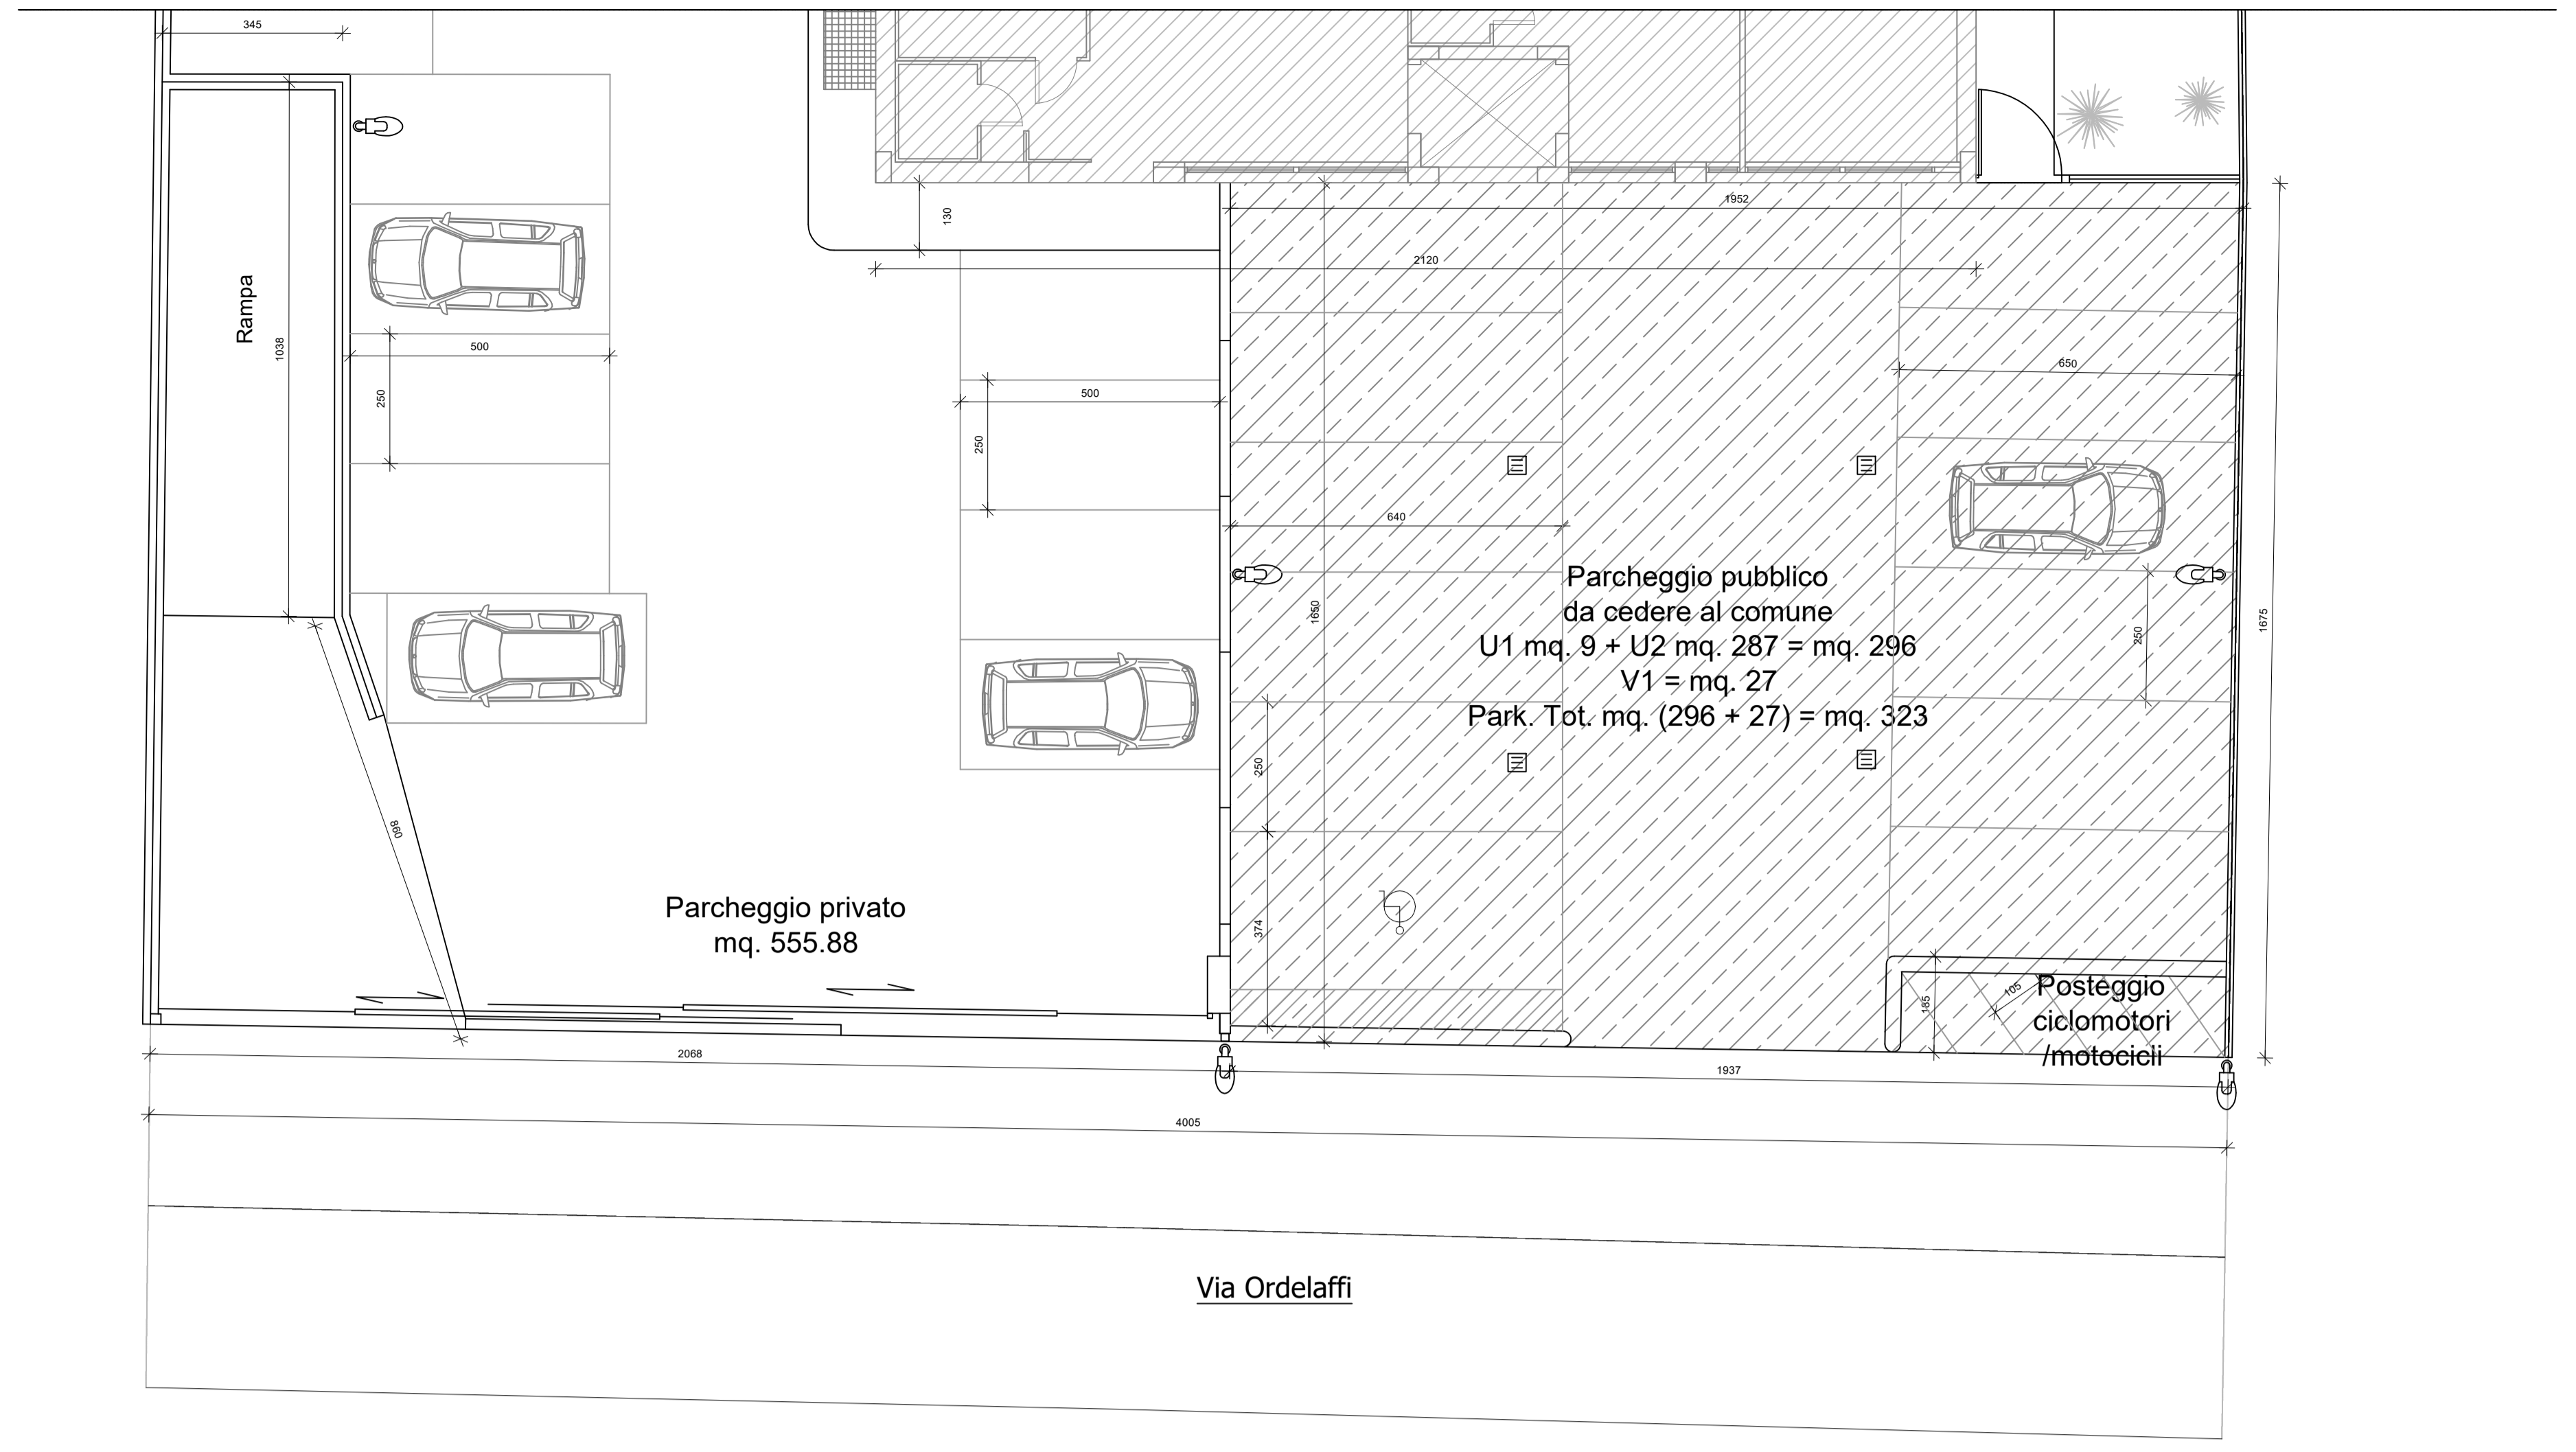 345
130
1952
2120
Rampa
1038
500
250
500
250
650
640
1650
1675
Parcheggio pubblico
da cedere al comune
U1 mq. 9 + U2 mq. 287 = mq. 296
V1 = mq. 27
Park. Tot. mq. (296 + 27) = mq. 323
250
250
860
374
Parcheggio privato
mq. 555.88
185
105
Posteggio
ciclomotori
/motocicli
2068
1937
4005
Via Ordelaffi